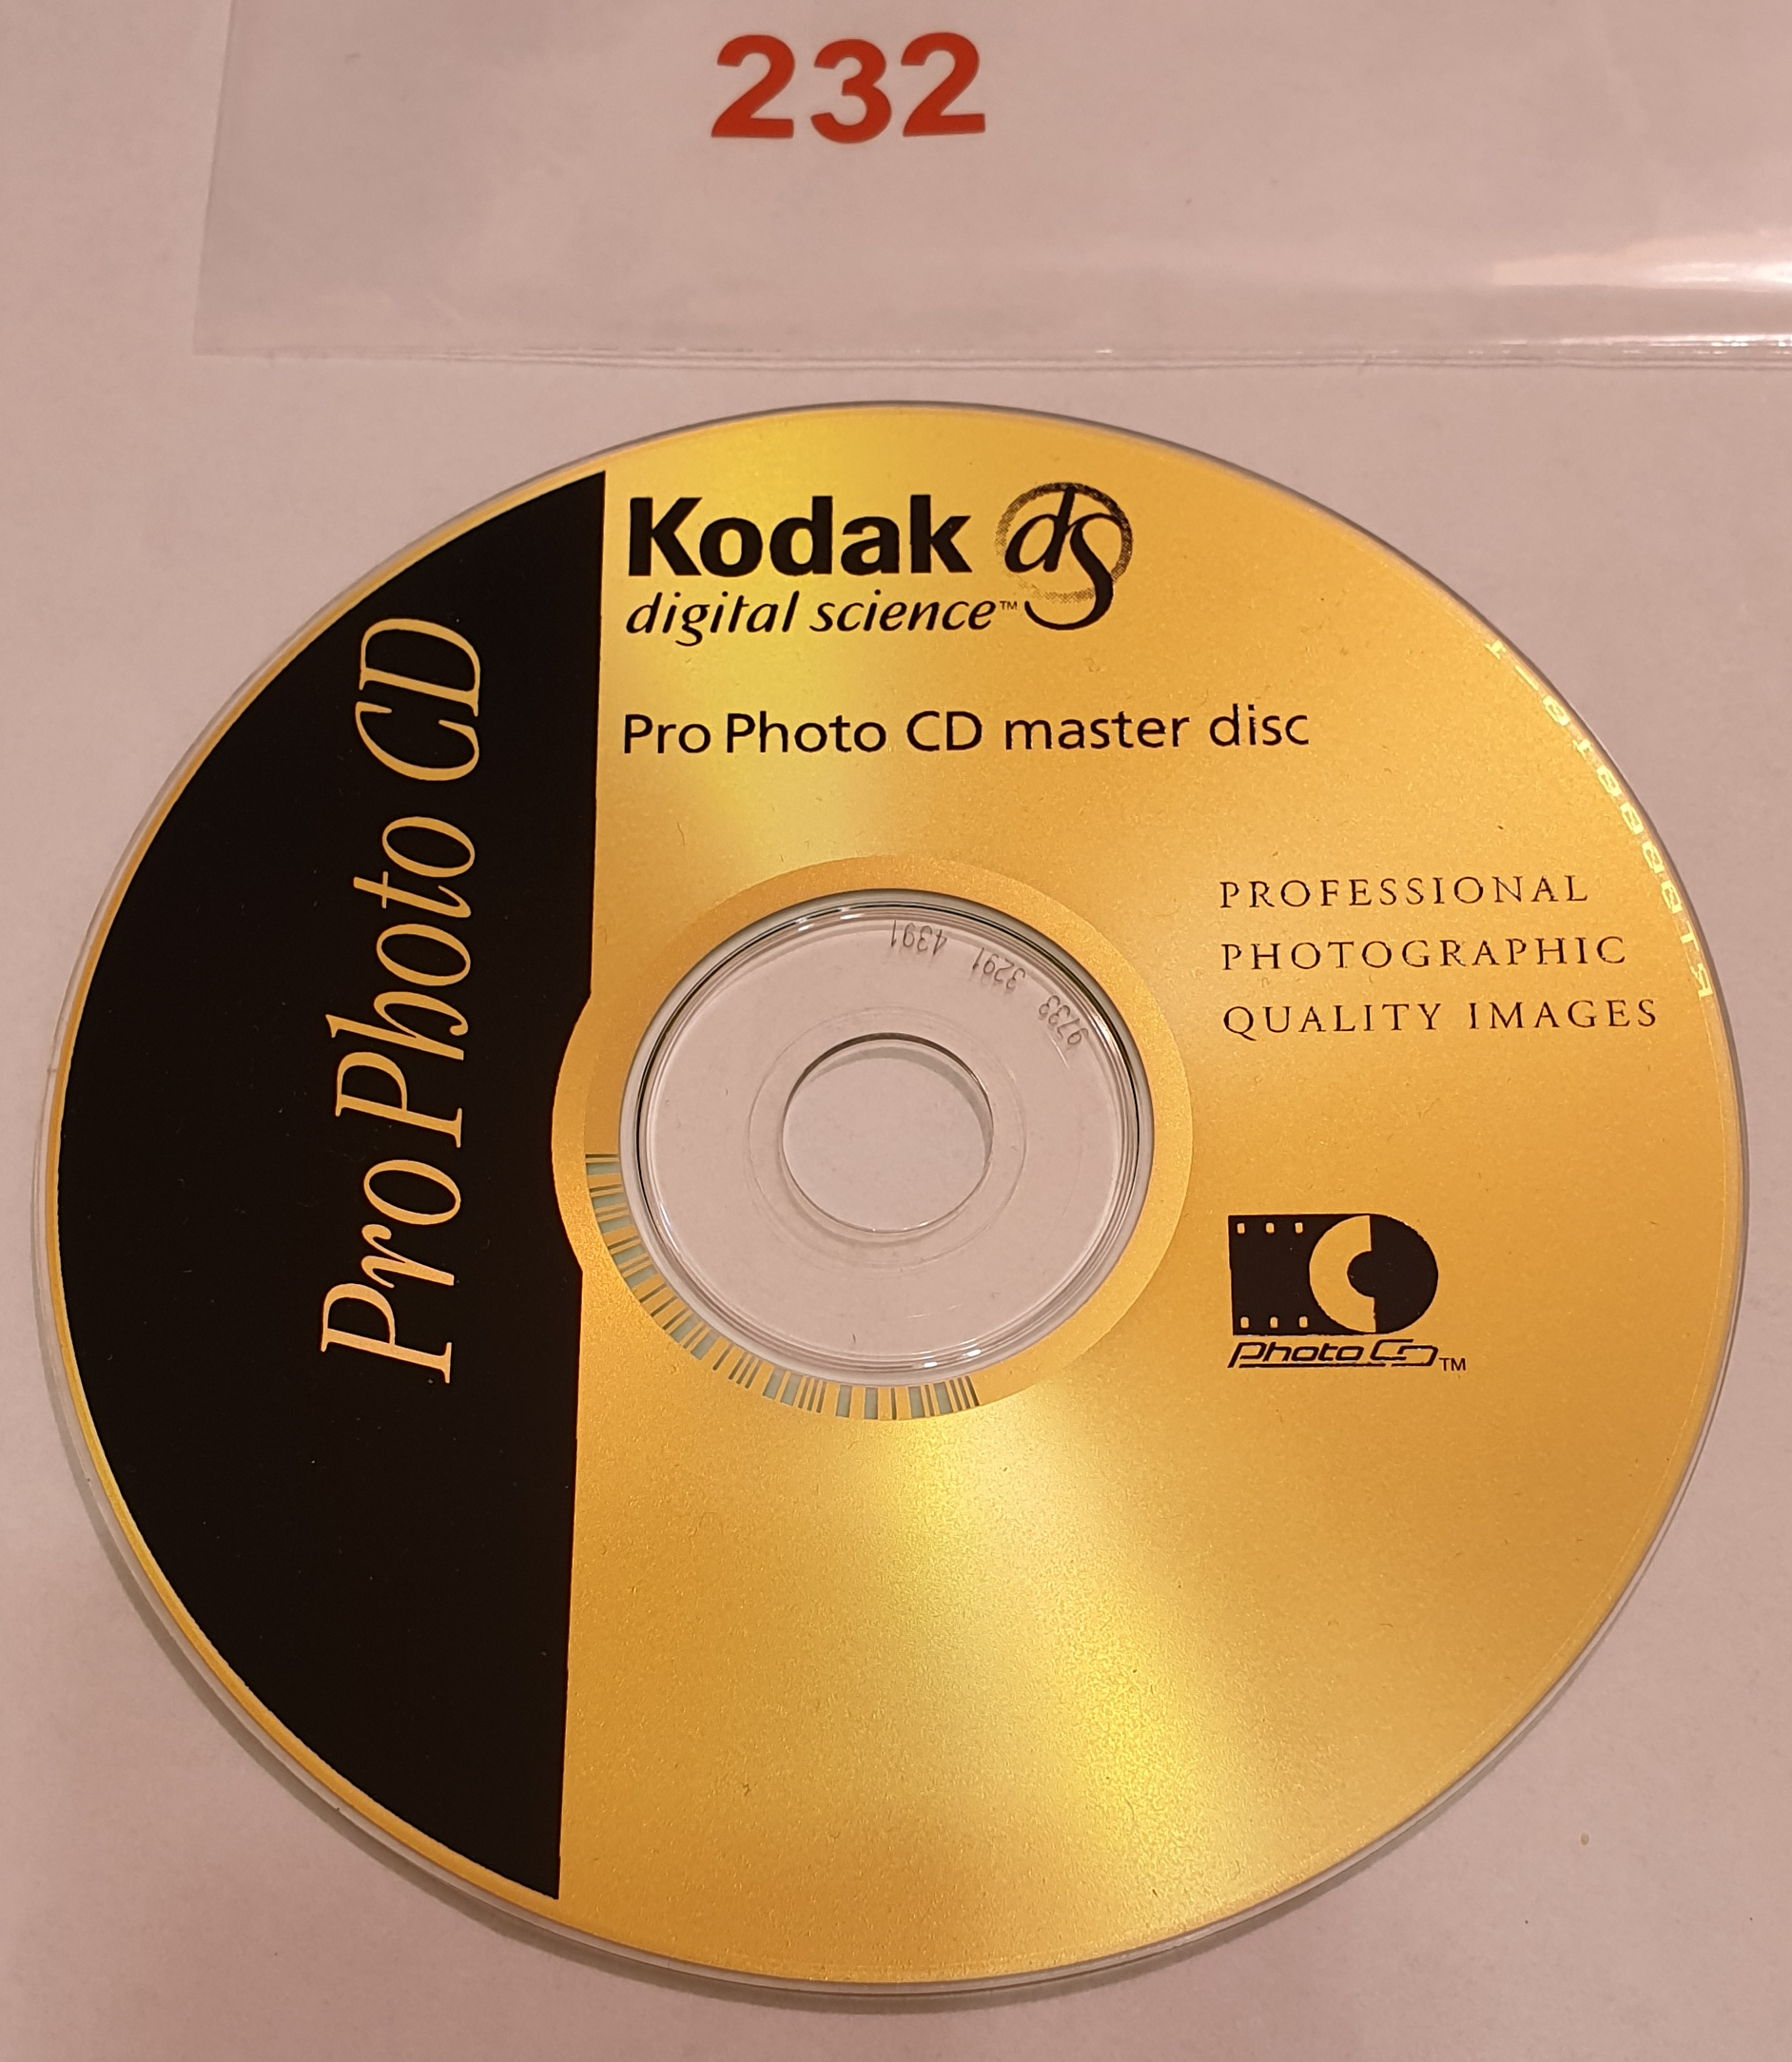 232
Kodak ds
digital science™
Pro Photo CD master disc
Pro Photo CD
PROFESSIONAL
PHOTOGRAPHIC
QUALITY IMAGES
4391 3291 9733
Photo CD™